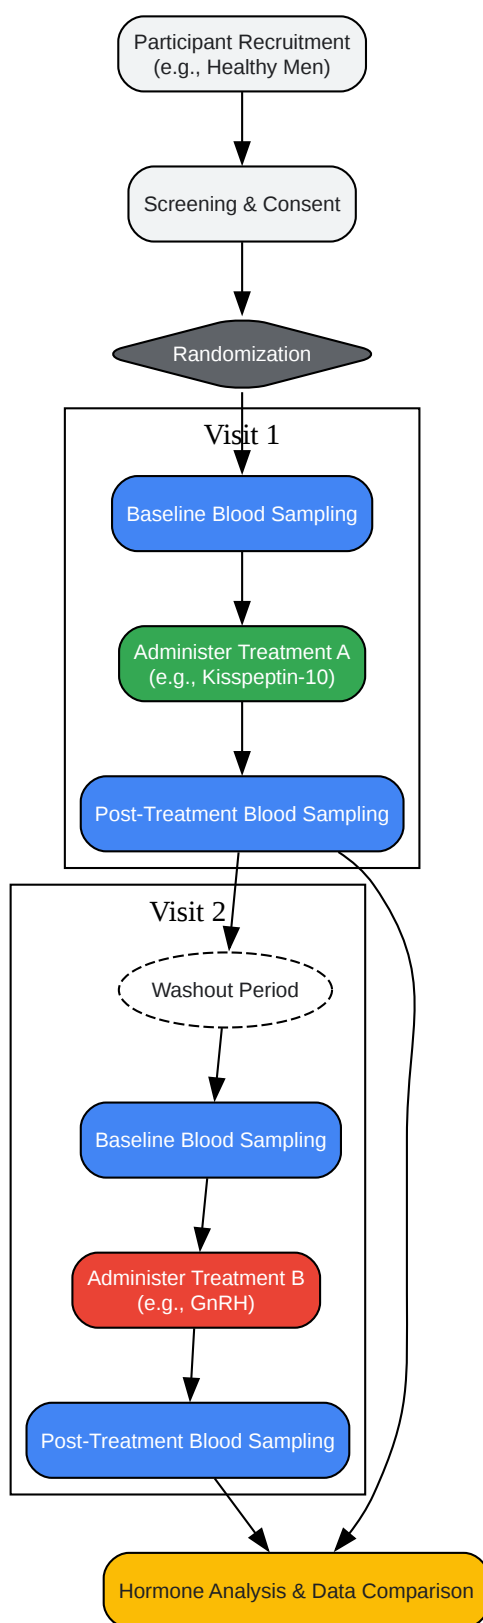 Participant Recruitment
(e.g., Healthy Men)
Screening & Consent
Randomization
Visit 1
Baseline Blood Sampling
Administer Treatment A
(e.g., Kisspeptin-10)
Post-Treatment Blood Sampling
Visit 2
Washout Period
Baseline Blood Sampling
Administer Treatment B
(e.g., GnRH)
Post-Treatment Blood Sampling
Hormone Analysis & Data Comparison